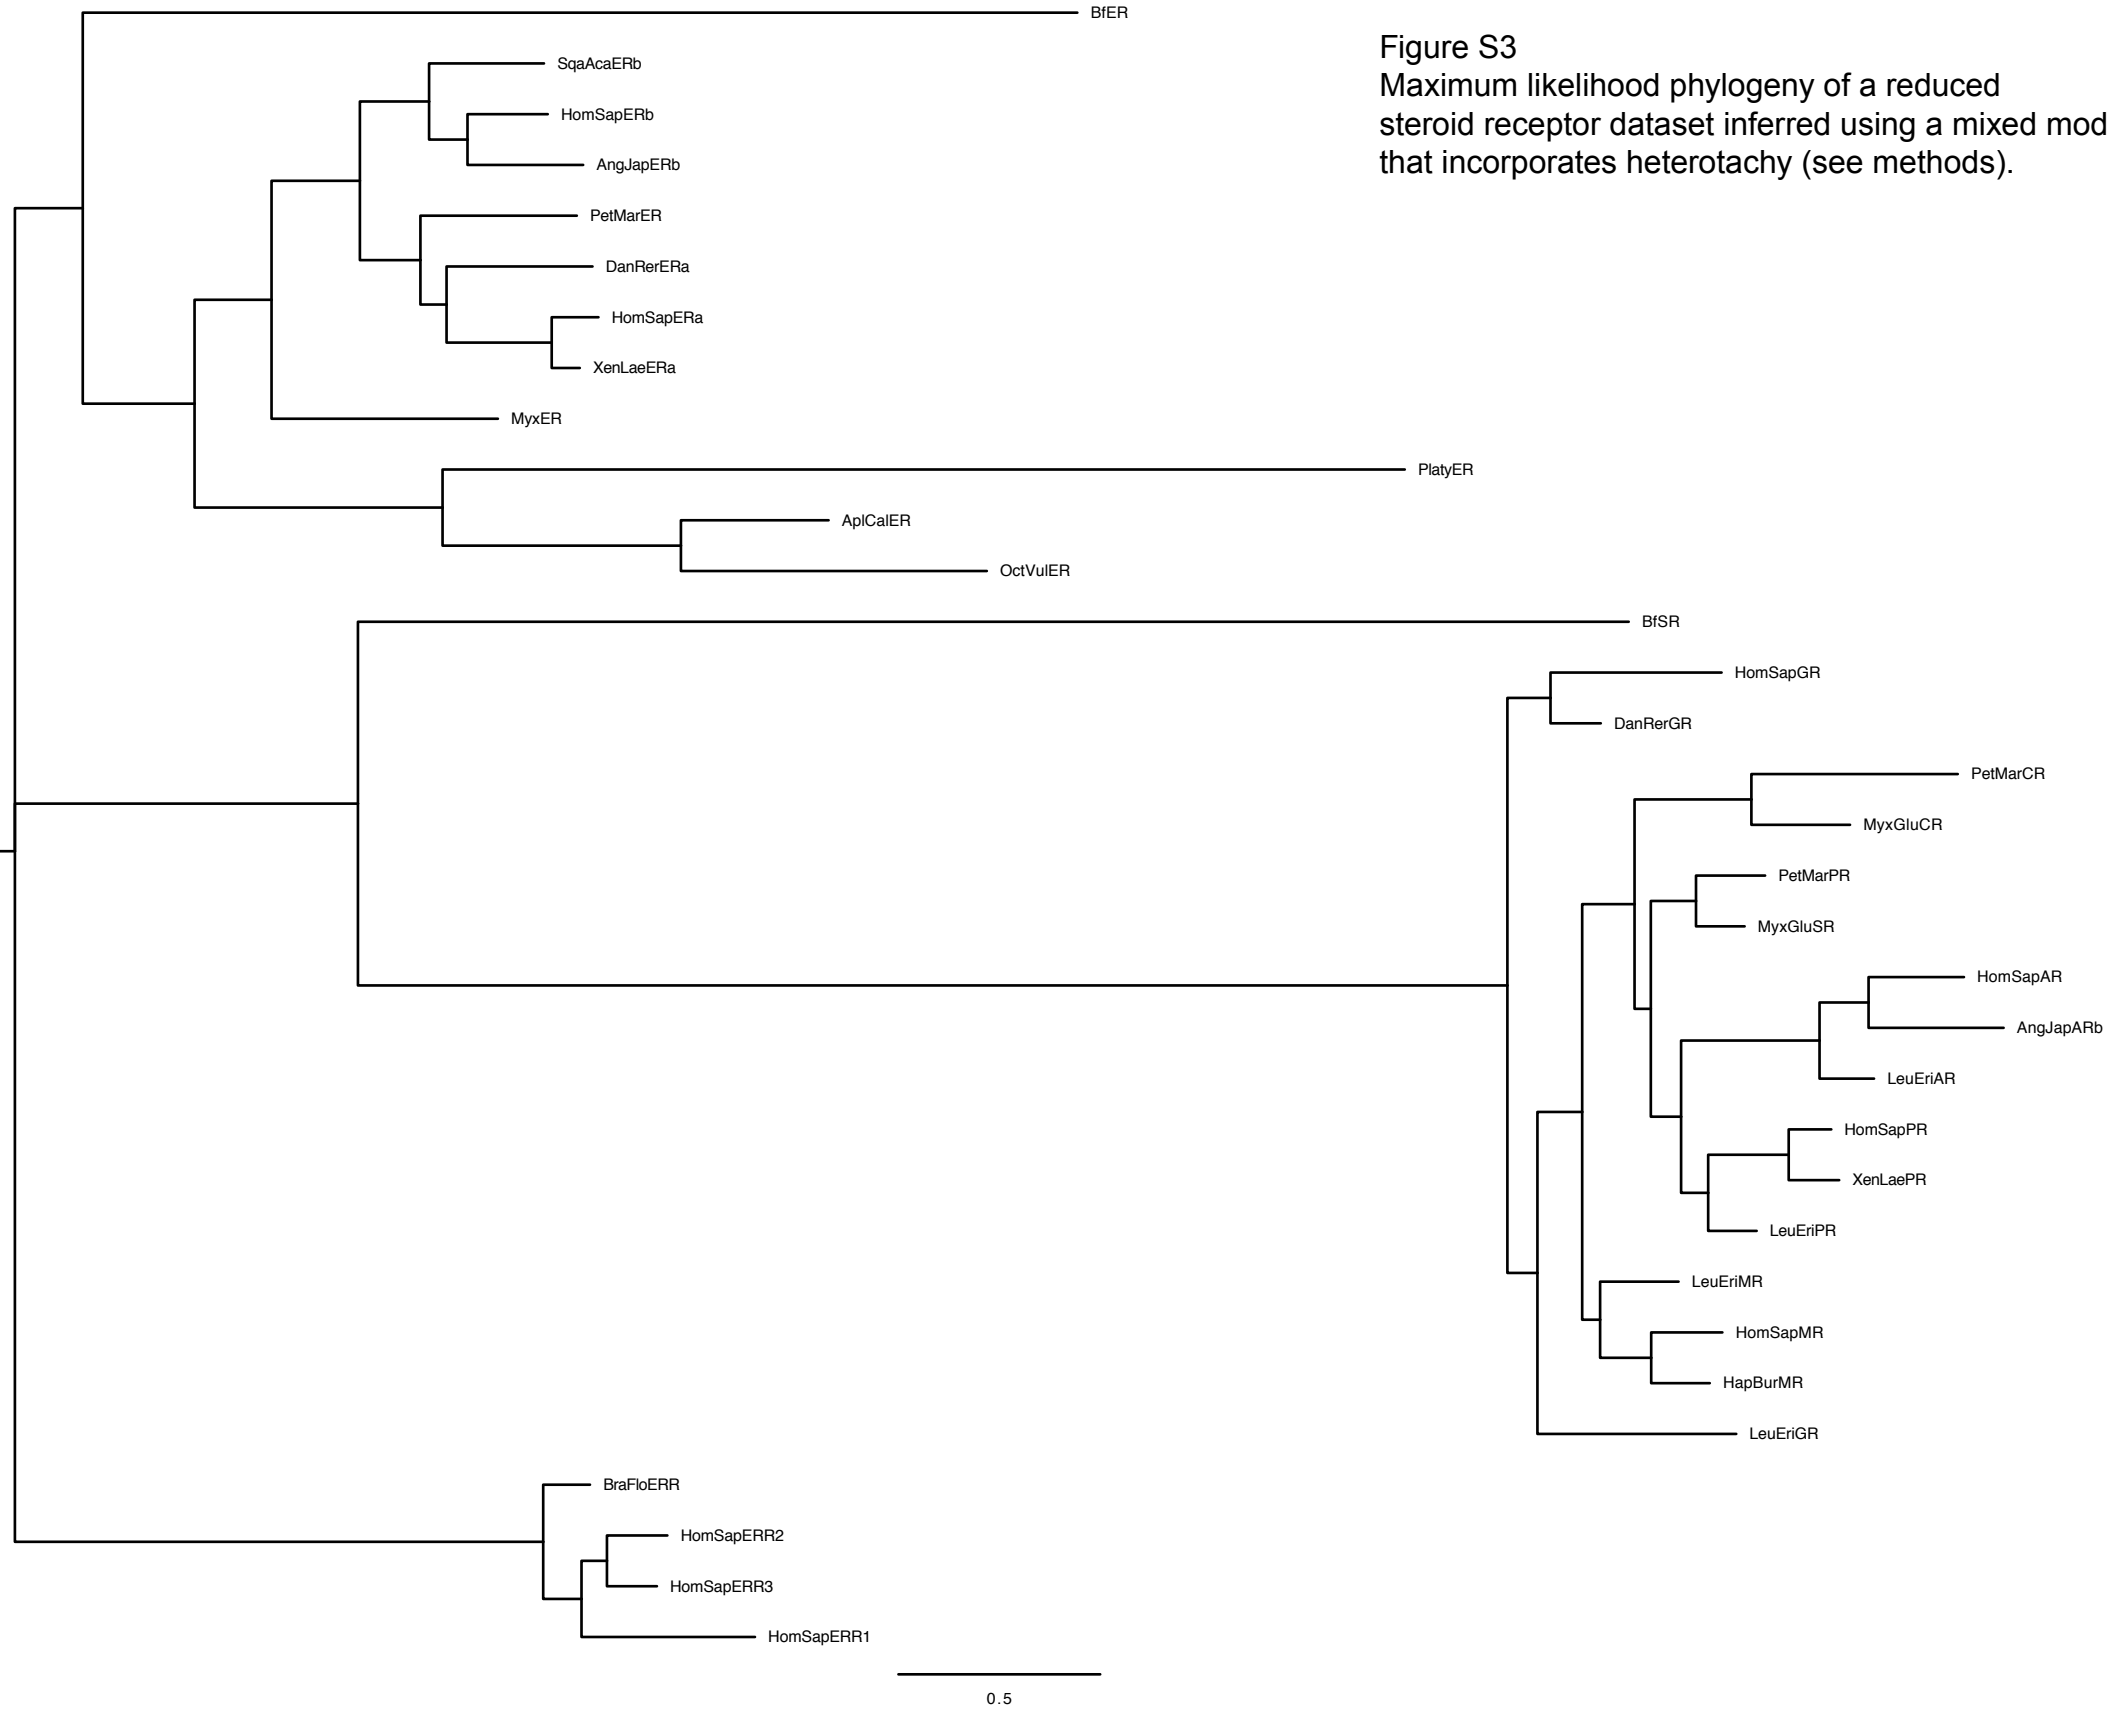 BfER
Figure S3
Maximum likelihood phylogeny of a reduced
steroid receptor dataset inferred using a mixed mod
that incorporates heterotachy (see methods).
SqaAcaERb
HomSapERb
AngJapERb
PetMarER
DanRerERa
HomSapERa
XenLaeERa
MyxER
PlatyER
AplCalER
OctVulER
BfSR
HomSapGR
DanRerGR
PetMarCR
MyxGluCR
PetMarPR
MyxGluSR
HomSapAR
AngJapARb
LeuEriAR
HomSapPR
XenLaePR
LeuEriPR
LeuEriMR
HomSapMR
HapBurMR
LeuEriGR
BraFloERR
HomSapERR2
HomSapERR3
HomSapERR1
0.5